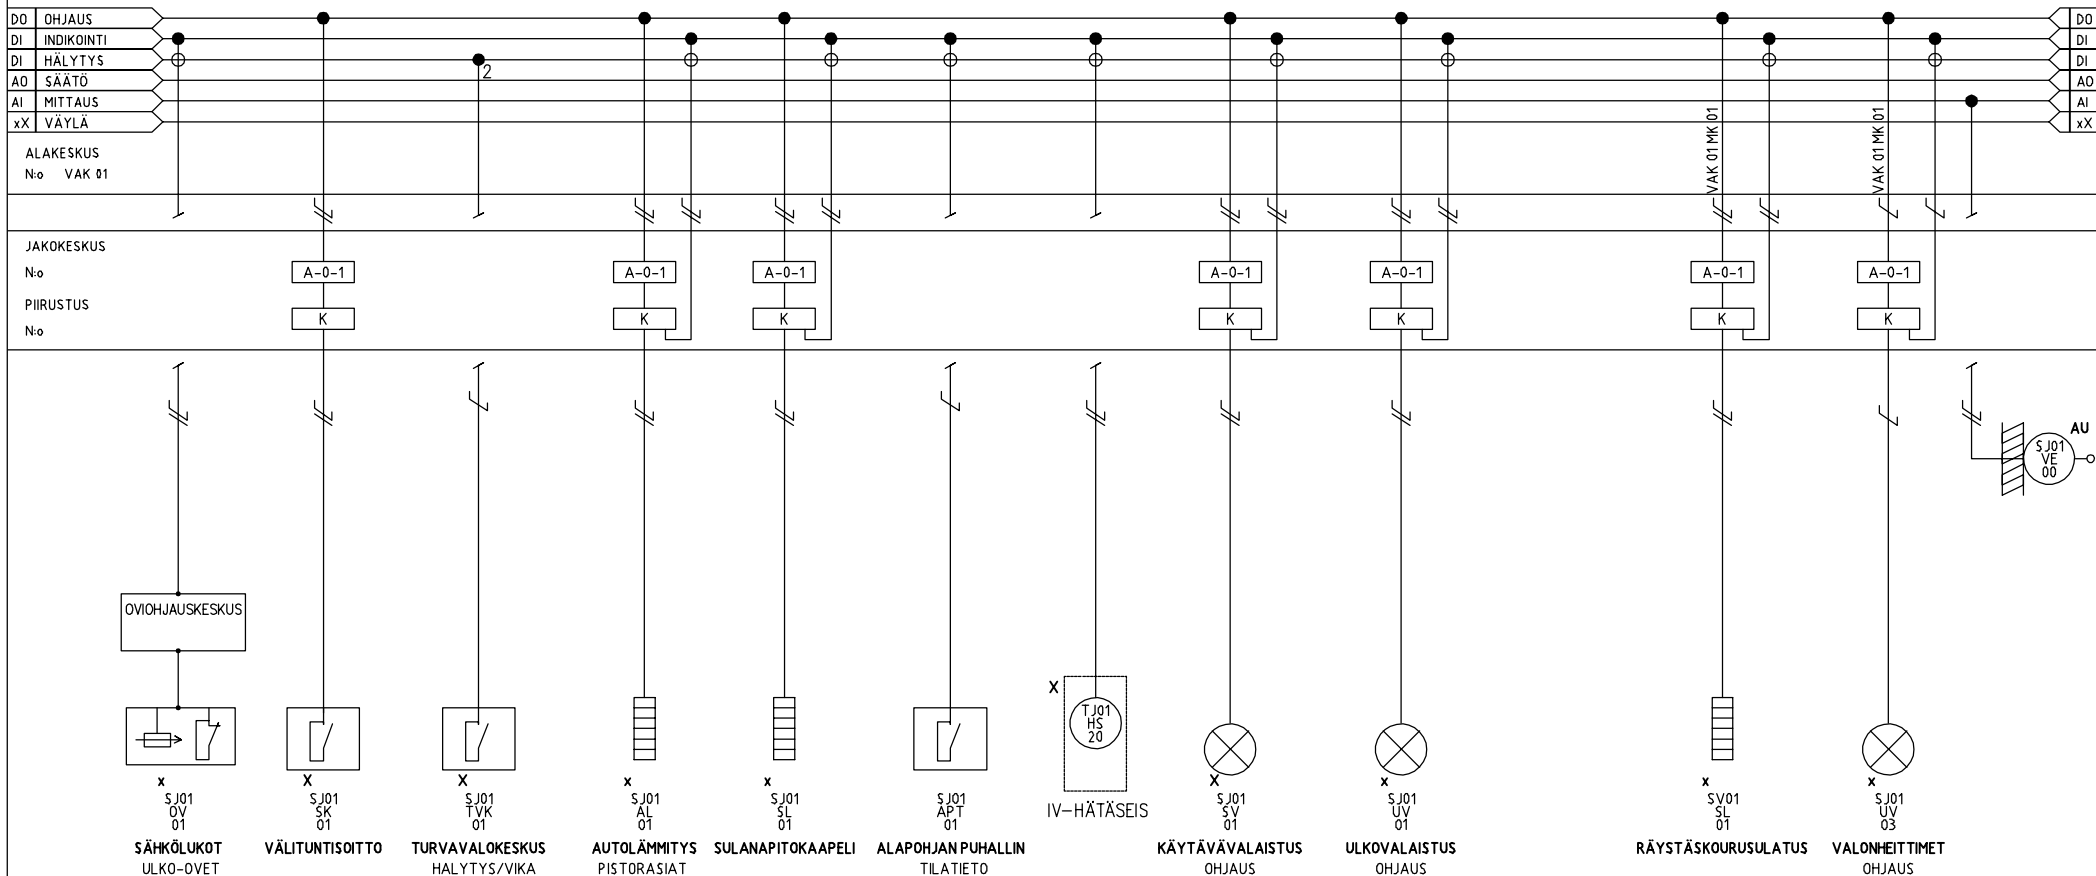 DO OHJAUS DO
DI INDIKOINTI DI
DI HÄLYTYS DI
2
AO SÄÄTÖ AO
AI MITTAUS AI
xX VÄYLÄ xX
VAK 01 MK 01
VAK 01 MK 01
ALAKESKUS
N:o VAK 01
JAKOKESKUS
N:o
A-0-1 A-0-1 A-0-1 A-0-1 A-0-1 A-0-1 A-0-1
PIIRUSTUS
K K K K K K K
N:o
AU
SJ01
VE
00
OVIOHJAUSKESKUS
X
TJ01
HS
20
IV-HÄTÄSEIS
x
SJ01
OV
01
SÄHKÖLUKOT
ULKO-OVET
X
SJ01
SK
01
VÄLITUNTISOITTO
X
SJ01
TVK
01
TURVAVALOKESKUS
HALYTYS/VIKA
x
SJ01
AL
01
AUTOLÄMMITYS
PISTORASIAT
x
SJ01
SL
01
SULANAPITOKAAPELI
SJ01
APT
01
ALAPOHJAN PUHALLIN
TILATIETO
X
SJ01
SV
01
KÄYTÄVÄVALAISTUS
OHJAUS
x
SJ01
UV
01
ULKOVALAISTUS
OHJAUS
x
SV01
SL
01
RÄYSTÄSKOURUSULATUS
x
SJ01
UV
03
VALONHEITTIMET
OHJAUS